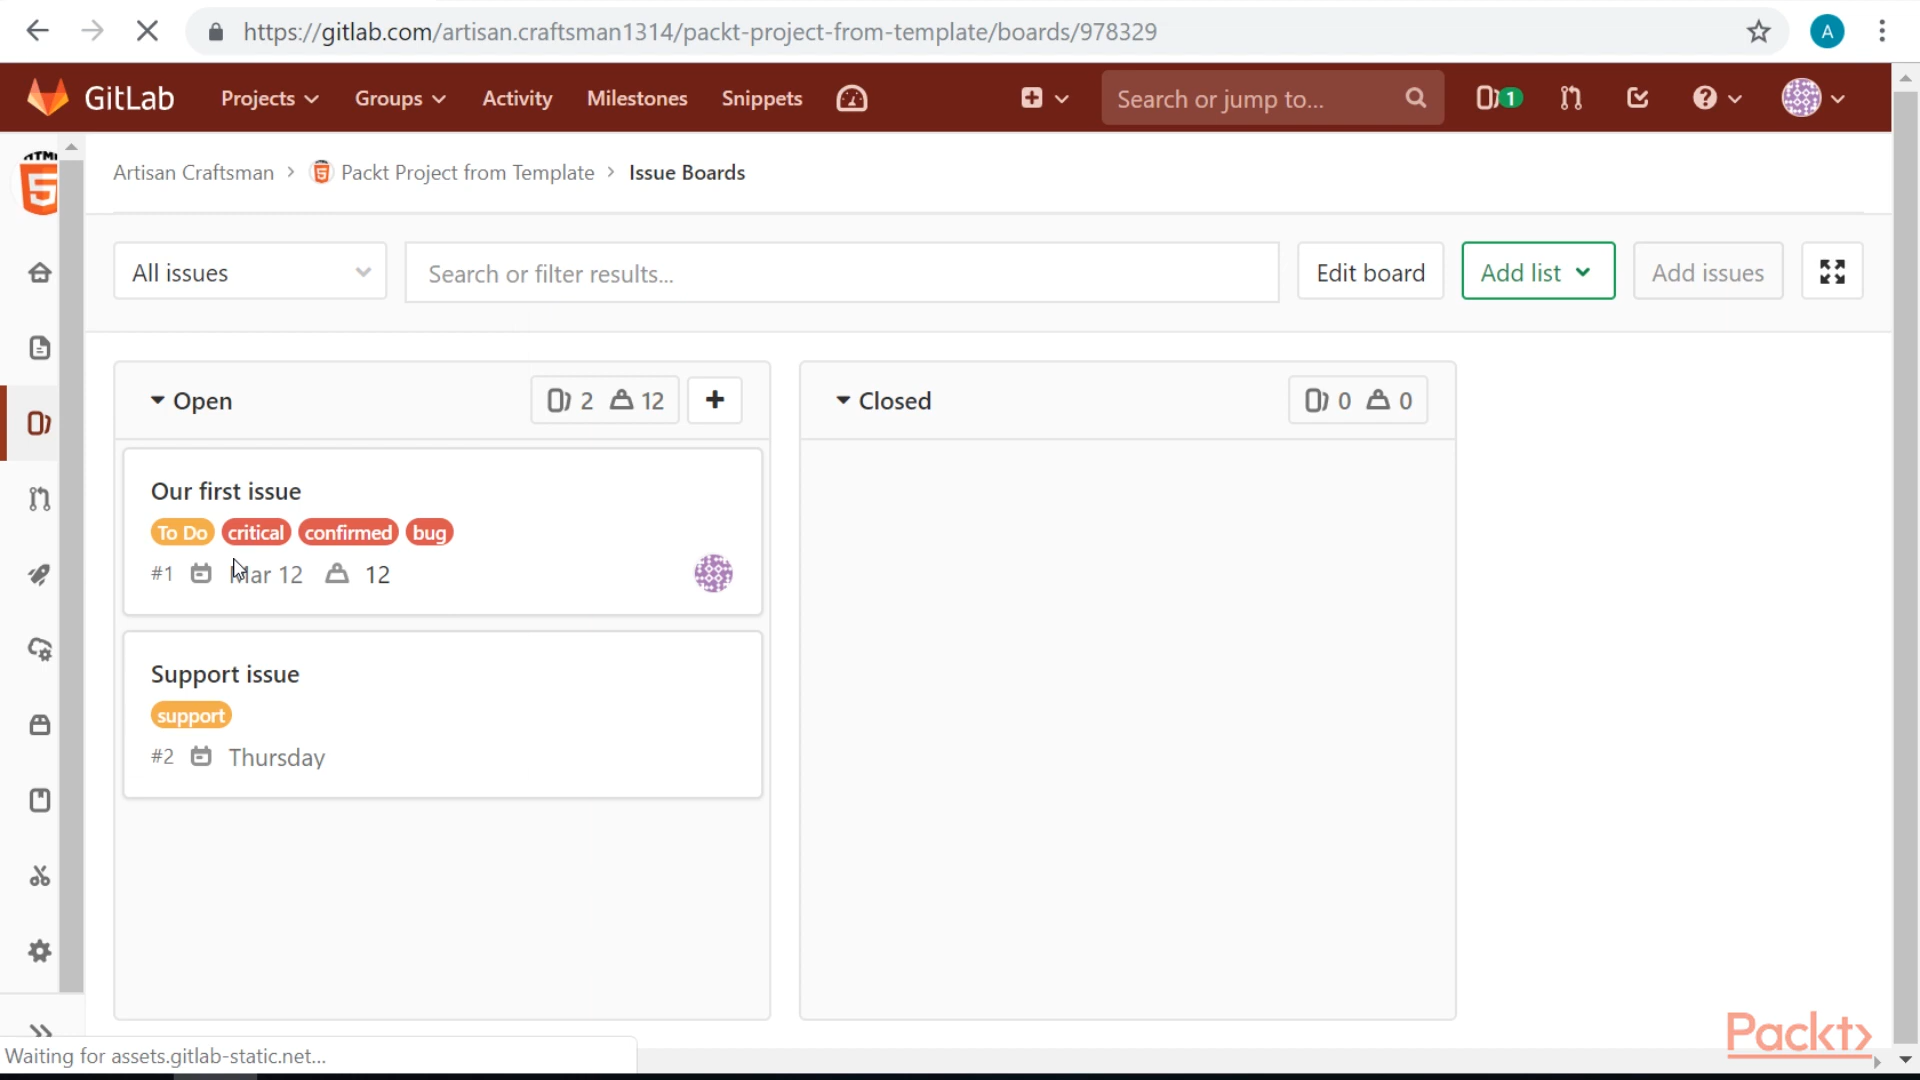 https://gitlab.com/artisan.craftsman1314/packt-project-from-template/boards/978329
A
GitLab Projects Groups Activity Milestones Snippets Search or jump to... 1
Artisan Craftsman > Packt Project from Template > Issue Boards
All issues Search or filter results... Edit board Add list Add issues
Open 2 12 +
Closed 0 0
Our first issue
To Do critical confirmed bug
#1 Mar 12 12
Support issue
support
#2 Thursday
Waiting for assets.gitlab-static.net...
Packt>